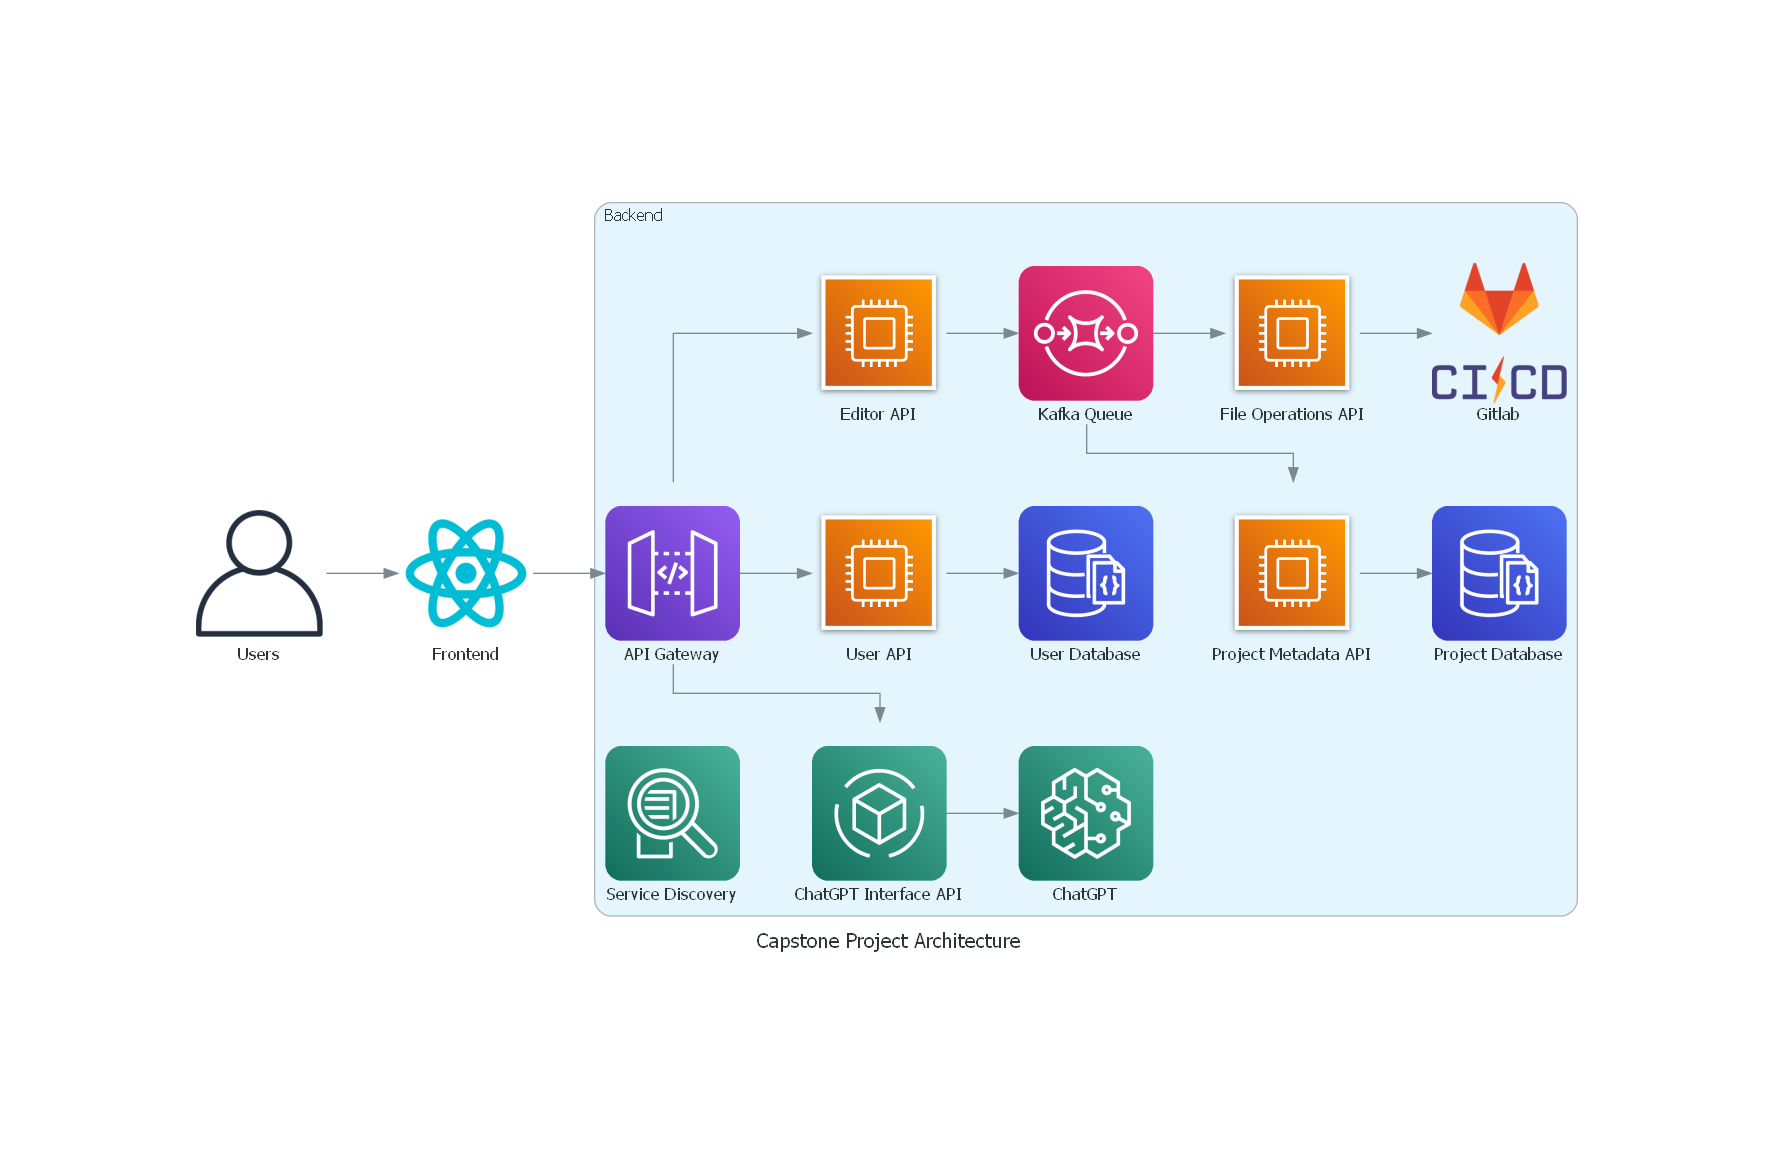 Backend
CI CD
Editor API
Kafka Queue
File Operations API
Gitlab
</>
{}
{}
Users
Frontend
API Gateway
User API
User Database
Project Metadata API
Project Database
Service Discovery
ChatGPT Interface API
ChatGPT
Capstone Project Architecture